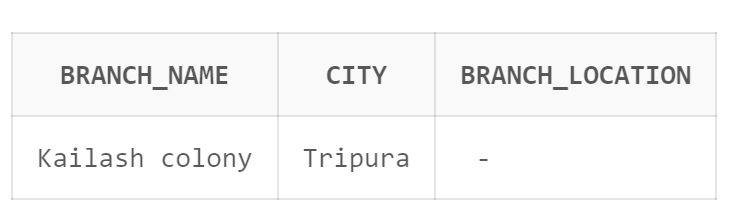 BRANCH_NAME CITY BRANCH_LOCATION
Kailash colony Tripura -